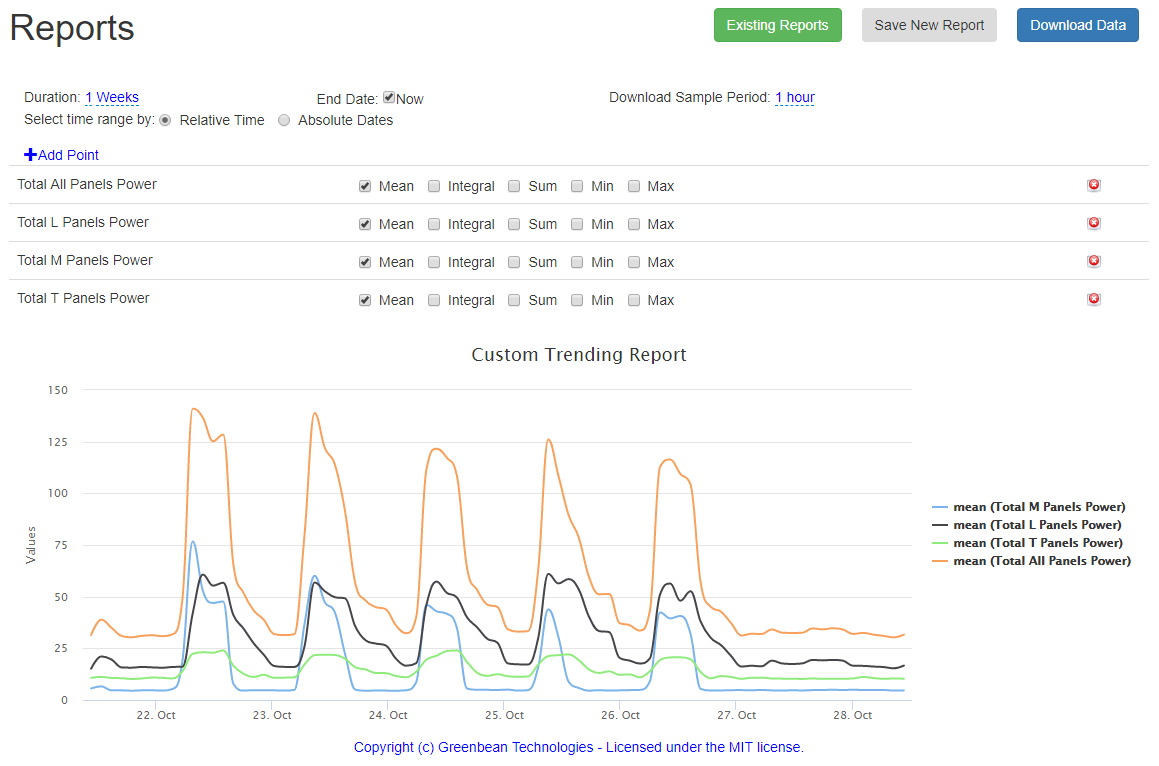 Reports
Existing Reports Save New Report Download Data
Duration: 1 Weeks End Date: Now Download Sample Period: 1 hour
Select time range by: Relative Time Absolute Dates
Add Point
Total All Panels Power Mean Integral Sum Min Max
Total L Panels Power Mean Integral Sum Min Max
Total M Panels Power Mean Integral Sum Min Max
Total T Panels Power Mean Integral Sum Min Max
Custom Trending Report
150
125
100
75
50
25
0
Values
22. Oct 23. Oct 24. Oct 25. Oct 26. Oct 27. Oct 28. Oct
mean (Total M Panels Power)
mean (Total L Panels Power)
mean (Total T Panels Power)
mean (Total All Panels Power)
Copyright (c) Greenbean Technologies - Licensed under the MIT license.